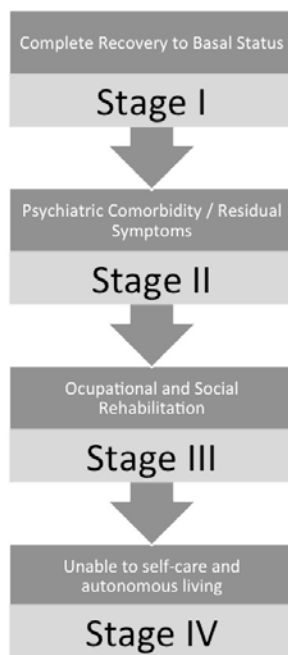 Complete Recovery to Basal Status
Stage I
Psychiatric Comorbidity / Residual
Symptoms
Stage II
Ocupational and Social
Rehabilitation
Stage III
Unable to self-care and
autonomous living
Stage IV